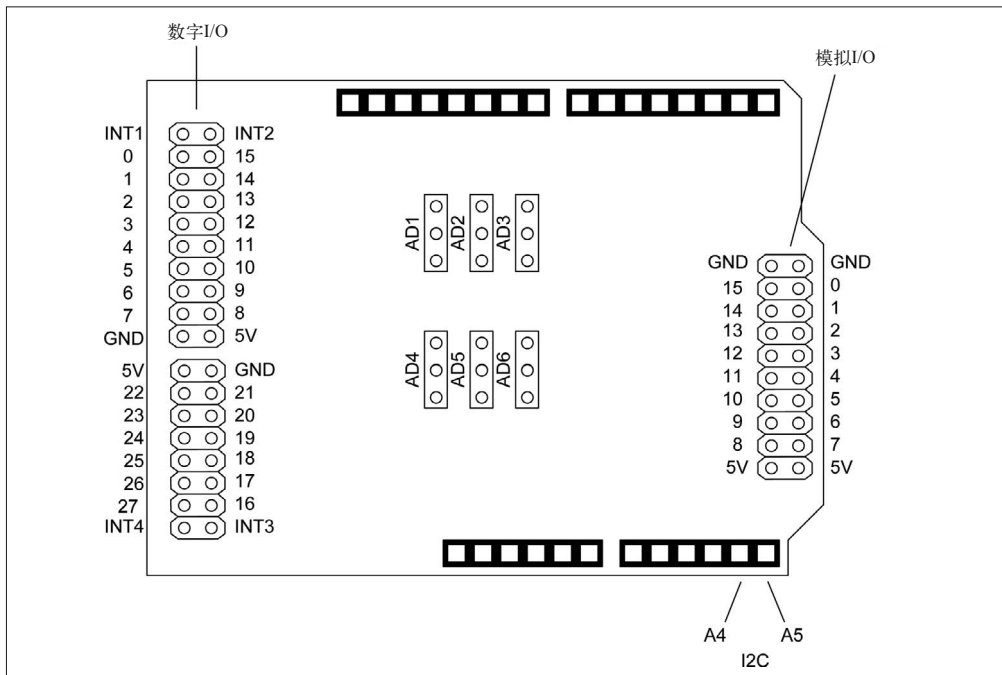 数字I/O
模拟I/O
INT1 INT2
0 15
1 14
2 13
3 12
4 11
5 10
6 9
7 8
GND 5V
5V GND
22 21
23 20
24 19
25 18
26 17
27 16
INT4 INT3
AD1 AD2 AD3
AD4 AD5 AD6
GND GND
15 0
14 1
13 2
12 3
11 4
10 5
9 6
8 7
5V 5V
A4 A5
I2C